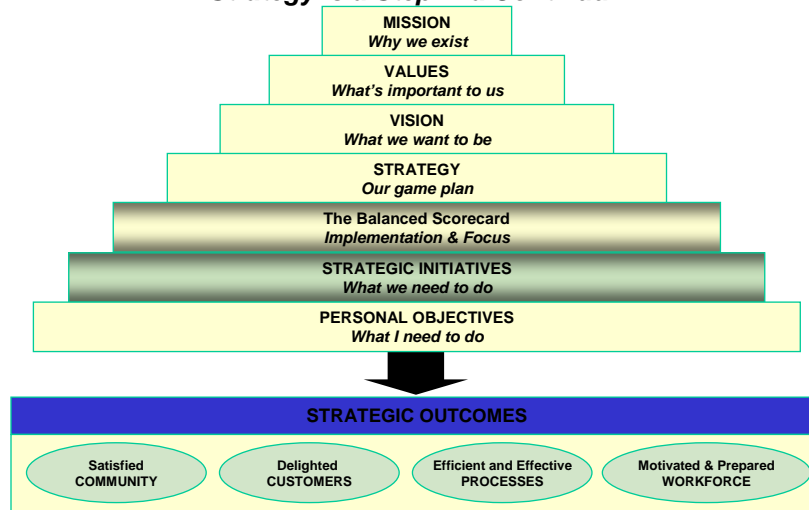 MISSION
Why we exist
VALUES
What's important to us
VISION
What we want to be
STRATEGY
Our game plan
The Balanced Scorecard
Implementation & Focus
STRATEGIC INITIATIVES
What we need to do
PERSONAL OBJECTIVES
What I need to do
STRATEGIC OUTCOMES
Satisfied
COMMUNITY
Delighted
CUSTOMERS
Efficient and Effective
PROCESSES
Motivated & Prepared
WORKFORCE